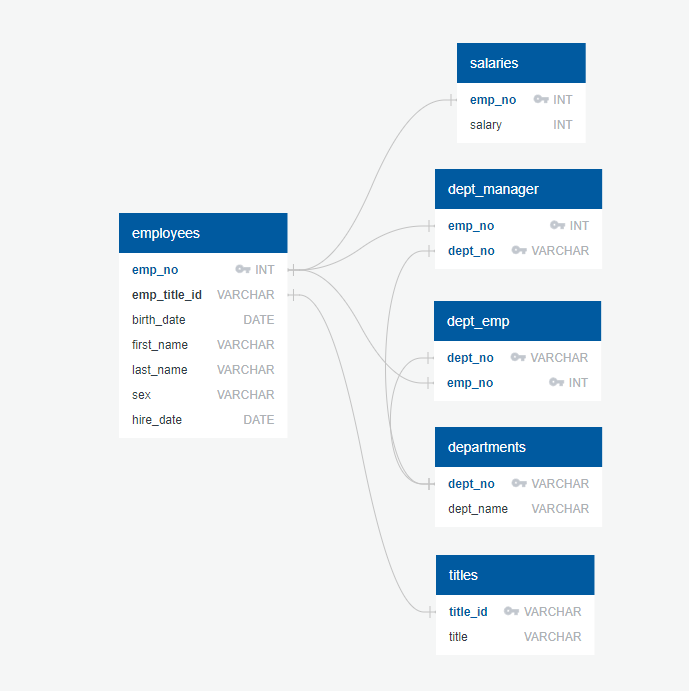 salaries
emp_no INT
salary INT
dept_manager
emp_no INT
dept_no VARCHAR
employees
emp_no INT
emp_title_id VARCHAR
birth_date DATE
first_name VARCHAR
last_name VARCHAR
sex VARCHAR
hire_date DATE
dept_emp
dept_no VARCHAR
emp_no INT
departments
dept_no VARCHAR
dept_name VARCHAR
titles
title_id VARCHAR
title VARCHAR